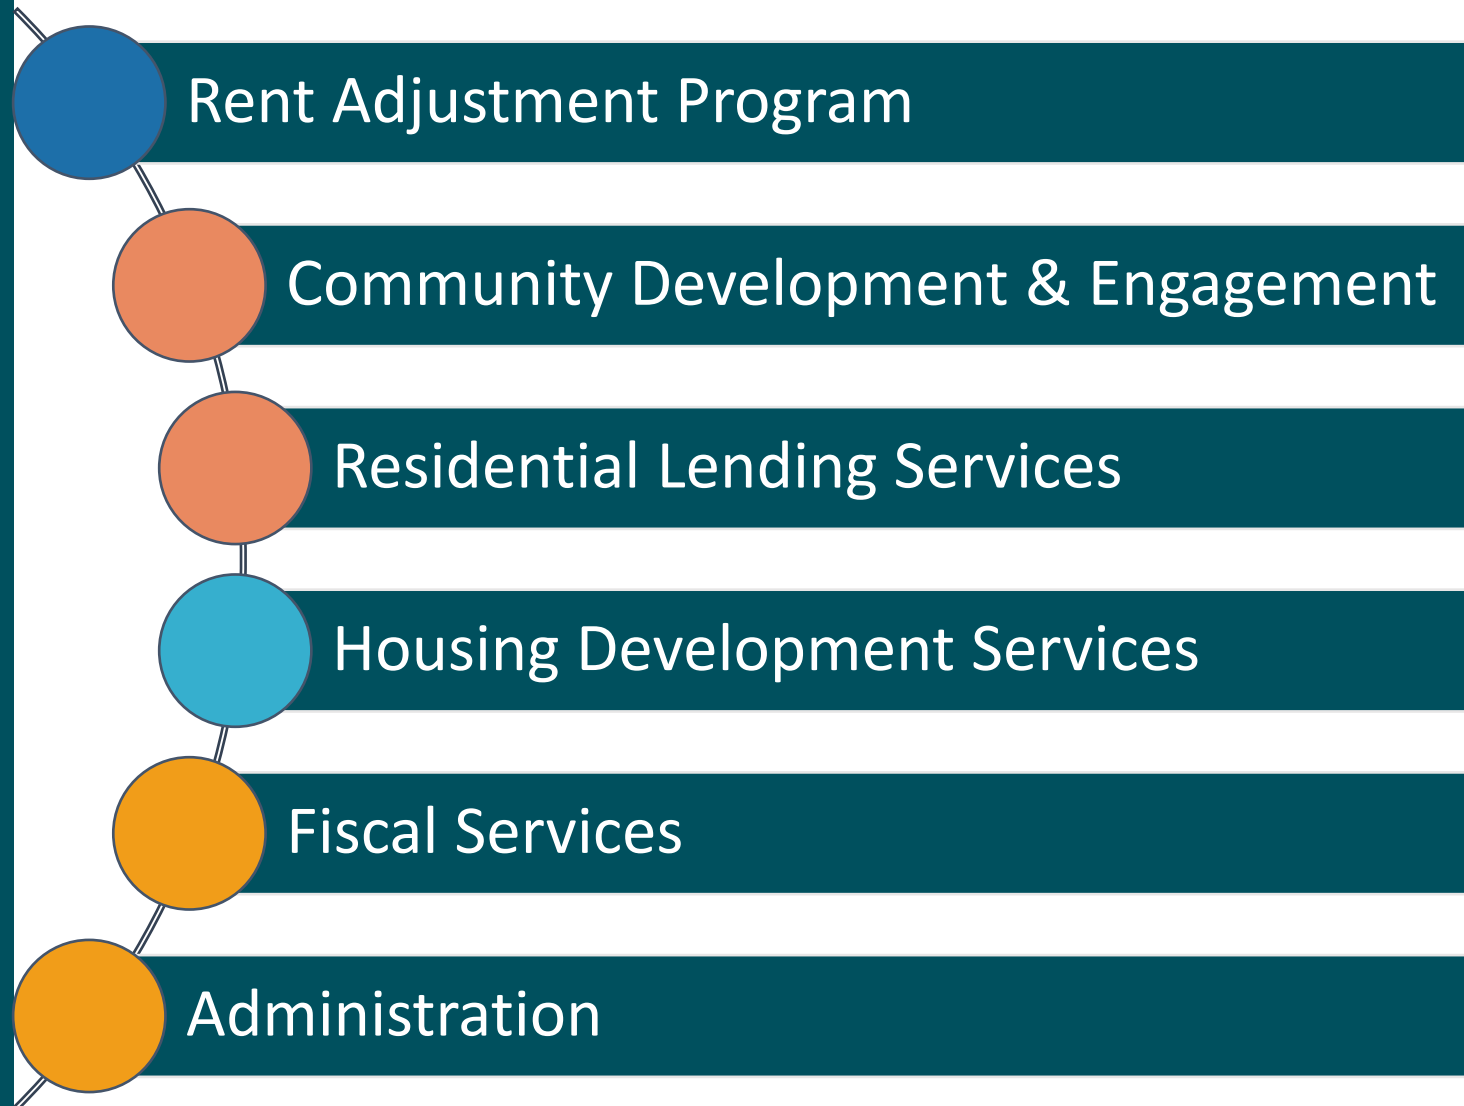 Rent Adjustment Program
Community Development & Engagement
Residential Lending Services
Housing Development Services
Fiscal Services
Administration